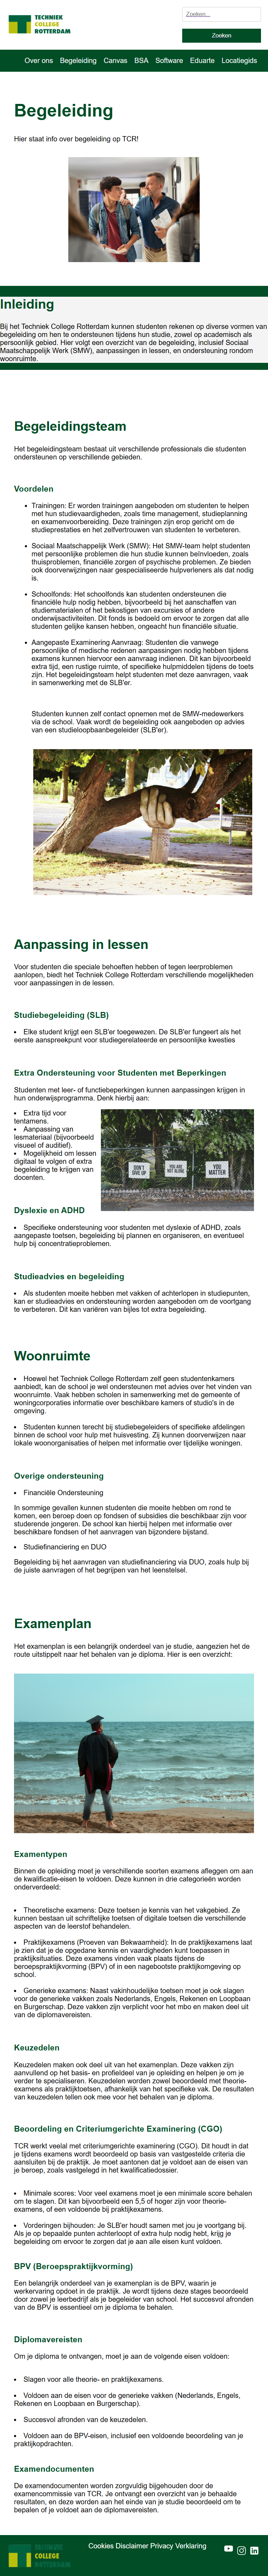 TECHNIEK
COLLEGE
ROTTERDAM
Zoeken...
Zoeken
Over ons Begeleiding Canvas BSA Software Eduarte Locatiegids
Begeleiding
Hier staat info over begeleiding op TCR!
Inleiding
Bij het Techniek College Rotterdam kunnen studenten rekenen op diverse vormen van
begeleiding om hen te ondersteunen tijdens hun studie, zowel op academisch als
persoonlijk gebied. Hier volgt een overzicht van de begeleiding, inclusief Sociaal
Maatschappelijk Werk (SMW), aanpassingen in lessen, en ondersteuning rondom
woonruimte.
Begeleidingsteam
Het begeleidingsteam bestaat uit verschillende professionals die studenten
ondersteunen op verschillende gebieden.
Voordelen
• Trainingen: Er worden trainingen aangeboden om studenten te helpen
met hun studievaardigheden, zoals time management, studieplanning
en examenvoorbereiding. Deze trainingen zijn erop gericht om de
studieprestaties en het zelfvertrouwen van studenten te verbeteren.
• Sociaal Maatschappelijk Werk (SMW): Het SMW-team helpt studenten
met persoonlijke problemen die hun studie kunnen beïnvloeden, zoals
thuisproblemen, financiële zorgen of psychische problemen. Ze bieden
ook doorverwijzingen naar gespecialiseerde hulpverleners als dat nodig
is.
• Schoolfonds: Het schoolfonds kan studenten ondersteunen die
financiële hulp nodig hebben, bijvoorbeeld bij het aanschaffen van
studiematerialen of het bekostigen van excursies of andere
onderwijsactiviteiten. Dit fonds is bedoeld om ervoor te zorgen dat alle
studenten gelijke kansen hebben, ongeacht hun financiële situatie.
• Aangepaste Examinering Aanvraag: Studenten die vanwege
persoonlijke of medische redenen aanpassingen nodig hebben tijdens
examens kunnen hiervoor een aanvraag indienen. Dit kan bijvoorbeeld
extra tijd, een rustige ruimte, of specifieke hulpmiddelen tijdens de toets
zijn. Het begeleidingsteam helpt studenten met deze aanvragen, vaak
in samenwerking met de SLB'er.
Studenten kunnen zelf contact opnemen met de SMW-medewerkers
via de school. Vaak wordt de begeleiding ook aangeboden op advies
van een studieloopbaanbegeleider (SLB'er).
Aanpassing in lessen
Voor studenten die speciale behoeften hebben of tegen leerproblemen
aanlopen, biedt het Techniek College Rotterdam verschillende mogelijkheden
voor aanpassingen in de lessen.
Studiebegeleiding (SLB)
• Elke student krijgt een SLB'er toegewezen. De SLB'er fungeert als het
eerste aanspreekpunt voor studiegerelateerde en persoonlijke kwesties
Extra Ondersteuning voor Studenten met Beperkingen
Studenten met leer- of functiebeperkingen kunnen aanpassingen krijgen in
hun onderwijsprogramma. Denk hierbij aan:
• Extra tijd voor
tentamens.
• Aanpassing van
lesmateriaal (bijvoorbeeld
visueel of auditief).
• Mogelijkheid om lessen
digitaal te volgen of extra
begeleiding te krijgen van
docenten.
DON'T
GIVE UP
YOU ARE
NOT ALONE
YOU
MATTER
Dyslexie en ADHD
• Specifieke ondersteuning voor studenten met dyslexie of ADHD, zoals
aangepaste toetsen, begeleiding bij plannen en organiseren, en eventueel
hulp bij concentratieproblemen.
Studieadvies en begeleiding
• Als studenten moeite hebben met vakken of achterlopen in studiepunten,
kan er studieadvies en ondersteuning worden aangeboden om de voortgang
te verbeteren. Dit kan variëren van bijles tot extra begeleiding.
Woonruimte
• Hoewel het Techniek College Rotterdam zelf geen studentenkamers
aanbiedt, kan de school je wel ondersteunen met advies over het vinden van
woonruimte. Vaak hebben scholen in samenwerking met de gemeente of
woningcorporaties informatie over beschikbare kamers of studio's in de
omgeving.
• Studenten kunnen terecht bij studiebegeleiders of specifieke afdelingen
binnen de school voor hulp met huisvesting. Zij kunnen doorverwijzen naar
lokale woonorganisaties of helpen met informatie over tijdelijke woningen.
Overige ondersteuning
• Financiële Ondersteuning
In sommige gevallen kunnen studenten die moeite hebben om rond te
komen, een beroep doen op fondsen of subsidies die beschikbaar zijn voor
studerende jongeren. De school kan hierbij helpen met informatie over
beschikbare fondsen of het aanvragen van bijzondere bijstand.
• Studiefinanciering en DUO
Begeleiding bij het aanvragen van studiefinanciering via DUO, zoals hulp bij
de juiste aanvragen of het begrijpen van het leenstelsel.
Examenplan
Het examenplan is een belangrijk onderdeel van je studie, aangezien het de
route uitstippelt naar het behalen van je diploma. Hier is een overzicht:
Examentypen
Binnen de opleiding moet je verschillende soorten examens afleggen om aan
de kwalificatie-eisen te voldoen. Deze kunnen in drie categorieën worden
onderverdeeld:
• Theoretische examens: Deze toetsen je kennis van het vakgebied. Ze
kunnen bestaan uit schriftelijke toetsen of digitale toetsen die verschillende
aspecten van de leerstof behandelen.
• Praktijkexamens (Proeven van Bekwaamheid): In de praktijkexamens laat
je zien dat je de opgedane kennis en vaardigheden kunt toepassen in
praktijksituaties. Deze examens vinden vaak plaats tijdens de
beroepspraktijkvorming (BPV) of in een nagebootste praktijkomgeving op
school.
• Generieke examens: Naast vakinhoudelijke toetsen moet je ook slagen
voor de generieke vakken zoals Nederlands, Engels, Rekenen en Loopbaan
en Burgerschap. Deze vakken zijn verplicht voor het mbo en maken deel uit
van de diplomavereisten.
Keuzedelen
Keuzedelen maken ook deel uit van het examenplan. Deze vakken zijn
aanvullend op het basis- en profieldeel van je opleiding en helpen je om je
verder te specialiseren. Keuzedelen worden zowel beoordeeld met theorie-
examens als praktijktoetsen, afhankelijk van het specifieke vak. De resultaten
van keuzedelen tellen ook mee voor het behalen van je diploma.
Beoordeling en Criteriumgerichte Examinering (CGO)
TCR werkt veelal met criteriumgerichte examinering (CGO). Dit houdt in dat
je tijdens examens wordt beoordeeld op basis van vastgestelde criteria die
aansluiten bij de praktijk. Je moet aantonen dat je voldoet aan de eisen van
je beroep, zoals vastgelegd in het kwalificatiedossier.
• Minimale scores: Voor veel examens moet je een minimale score behalen
om te slagen. Dit kan bijvoorbeeld een 5,5 of hoger zijn voor theorie-
examens, of een voldoende bij praktijkexamens.
• Vorderingen bijhouden: Je SLB'er houdt samen met jou je voortgang bij.
Als je op bepaalde punten achterloopt of extra hulp nodig hebt, krijg je
begeleiding om ervoor te zorgen dat je aan alle eisen kunt voldoen.
BPV (Beroepspraktijkvorming)
Een belangrijk onderdeel van je examenplan is de BPV, waarin je
werkervaring opdoet in de praktijk. Je wordt tijdens deze stages beoordeeld
door zowel je leerbedrijf als je begeleider van school. Het succesvol afronden
van de BPV is essentieel om je diploma te behalen.
Diplomavereisten
Om je diploma te ontvangen, moet je aan de volgende eisen voldoen:
• Slagen voor alle theorie- en praktijkexamens.
• Voldoen aan de eisen voor de generieke vakken (Nederlands, Engels,
Rekenen en Loopbaan en Burgerschap).
• Succesvol afronden van de keuzedelen.
• Voldoen aan de BPV-eisen, inclusief een voldoende beoordeling van je
praktijkopdrachten.
Examendocumenten
De examendocumenten worden zorgvuldig bijgehouden door de
examencommissie van TCR. Je ontvangt een overzicht van je behaalde
resultaten, en deze worden aan het einde van je studie beoordeeld om te
bepalen of je voldoet aan de diplomavereisten.
TECHNIEK
COLLEGE
ROTTERDAM
Cookies Disclaimer Privacy Verklaring